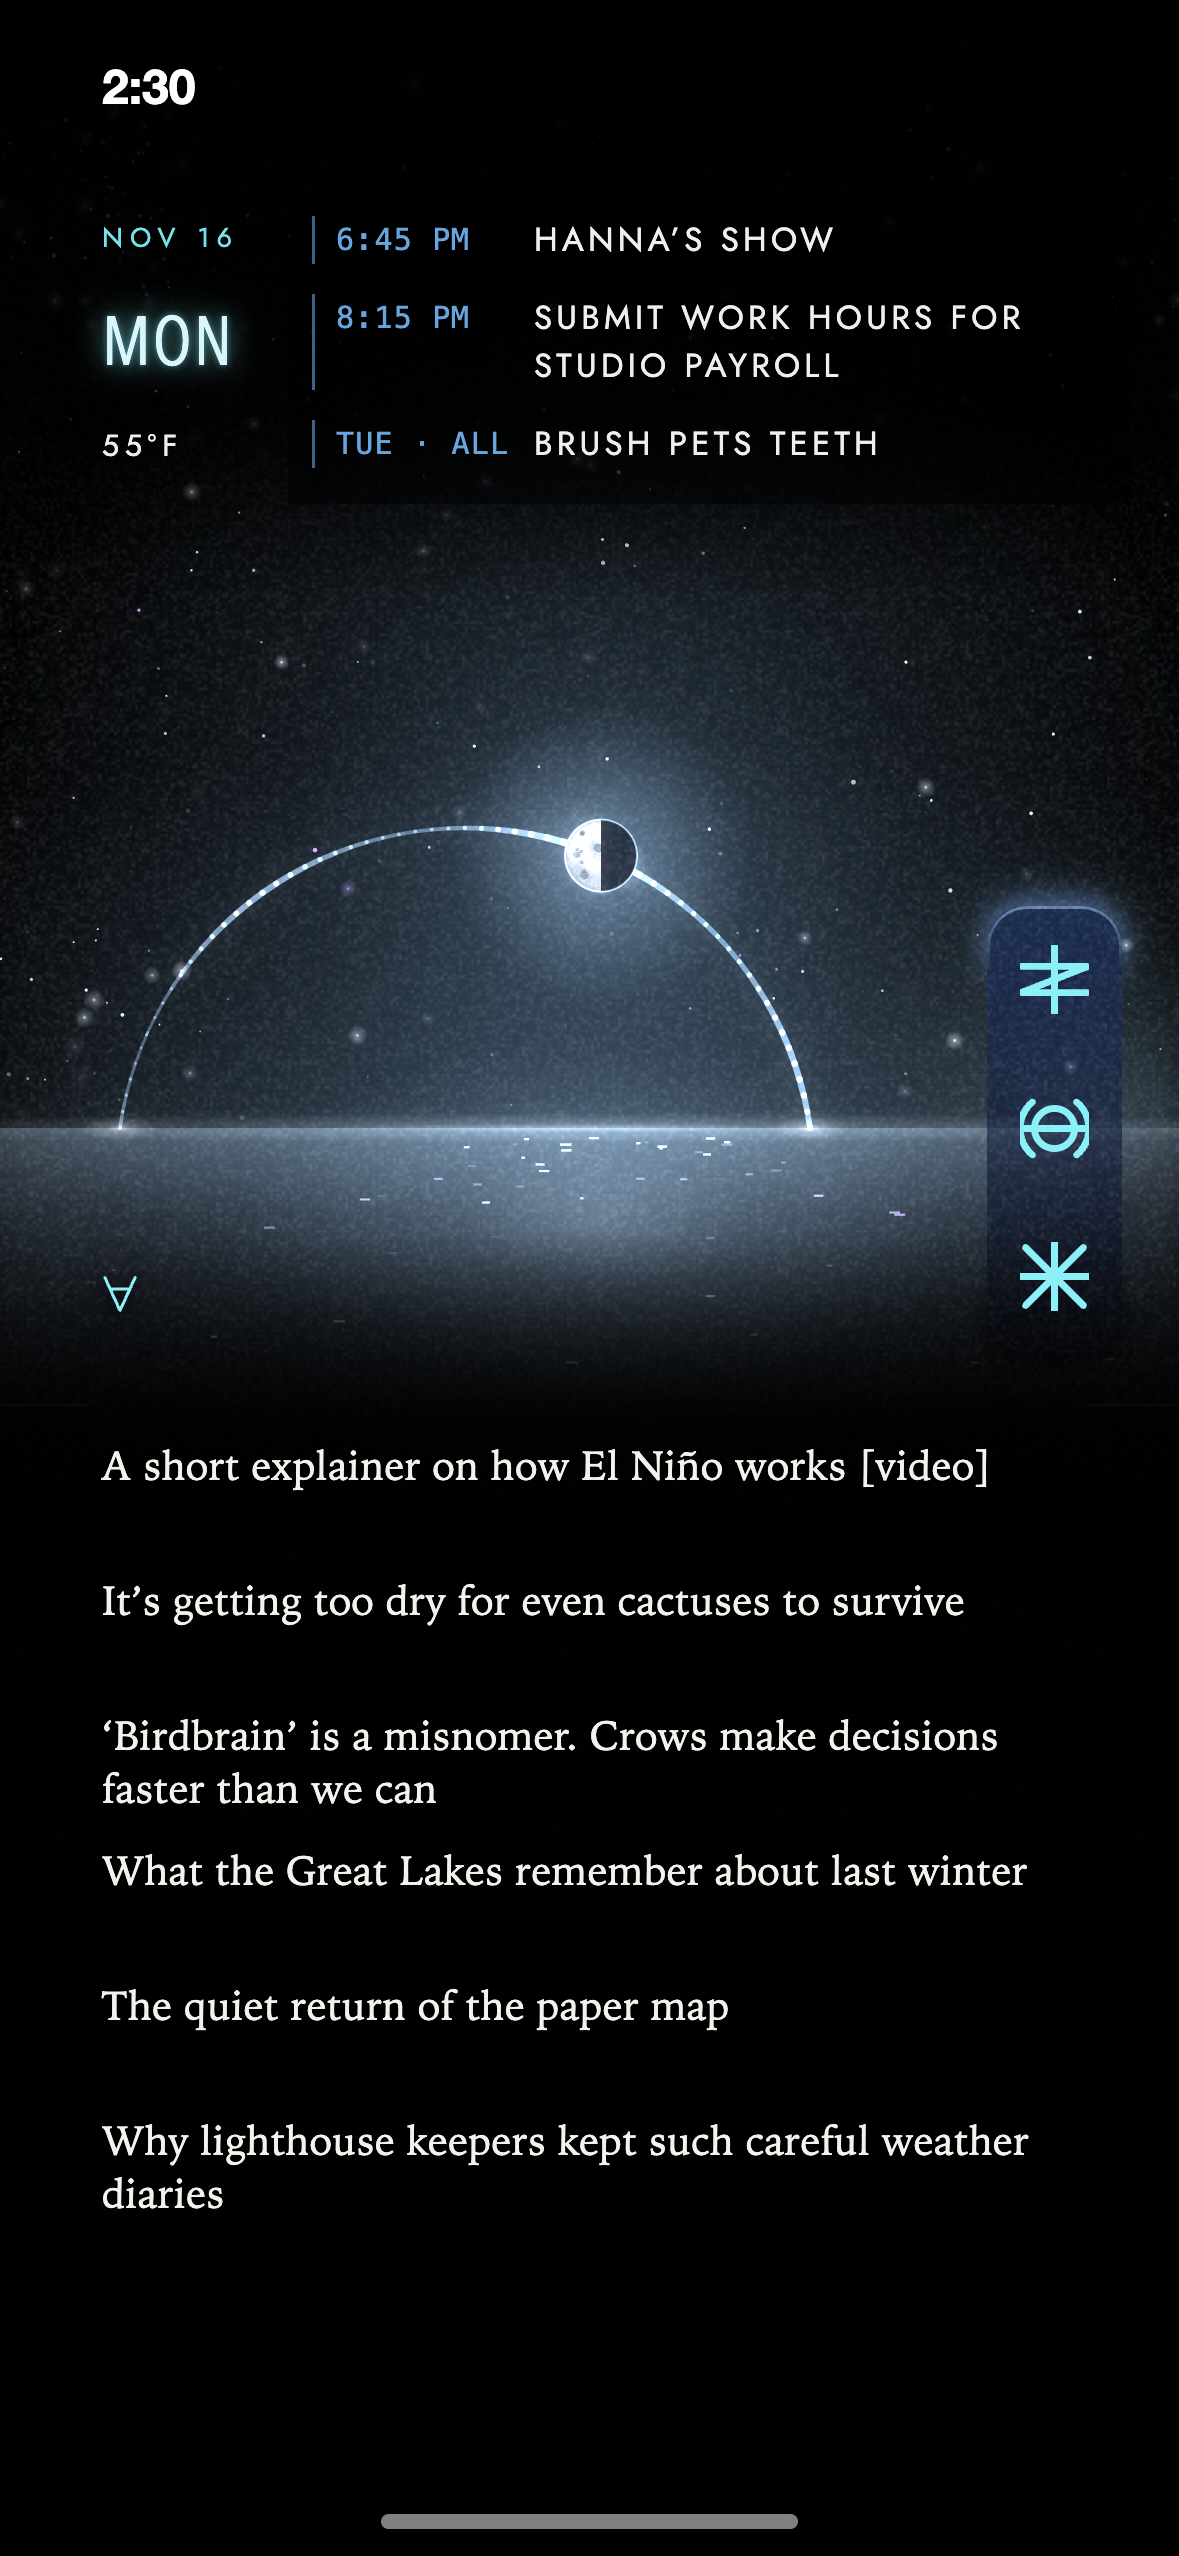 2:30
NOV 16
MON
55°F
6:45 PM HANNA’S SHOW
8:15 PM SUBMIT WORK HOURS FOR
STUDIO PAYROLL
TUE · ALL BRUSH PETS TEETH
A short explainer on how El Niño works [video]
It’s getting too dry for even cactuses to survive
‘Birdbrain’ is a misnomer. Crows make decisions
faster than we can
What the Great Lakes remember about last winter
The quiet return of the paper map
Why lighthouse keepers kept such careful weather
diaries